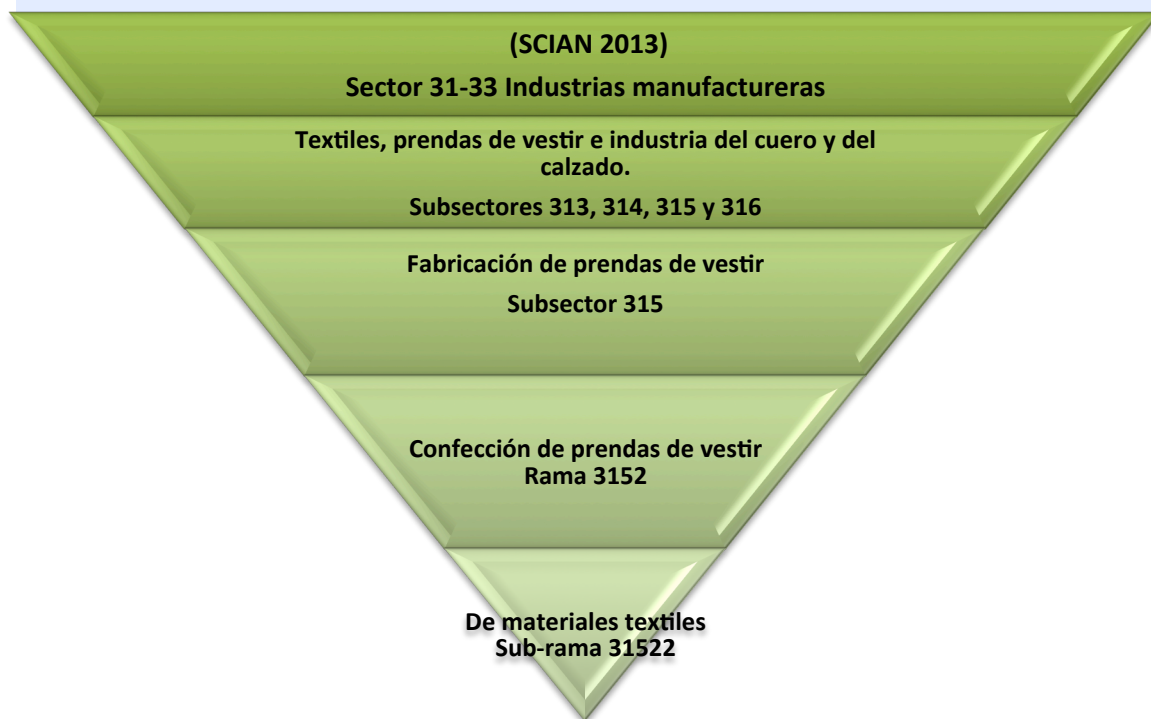 (SCIAN 2013)
Sector 31-33 Industrias manufactureras
Textiles, prendas de vestir e industria del cuero y del
calzado.
Subsectores 313, 314, 315 y 316
Fabricación de prendas de vestir
Subsector 315
Confección de prendas de vestir
Rama 3152
De materiales textiles
Sub-rama 31522